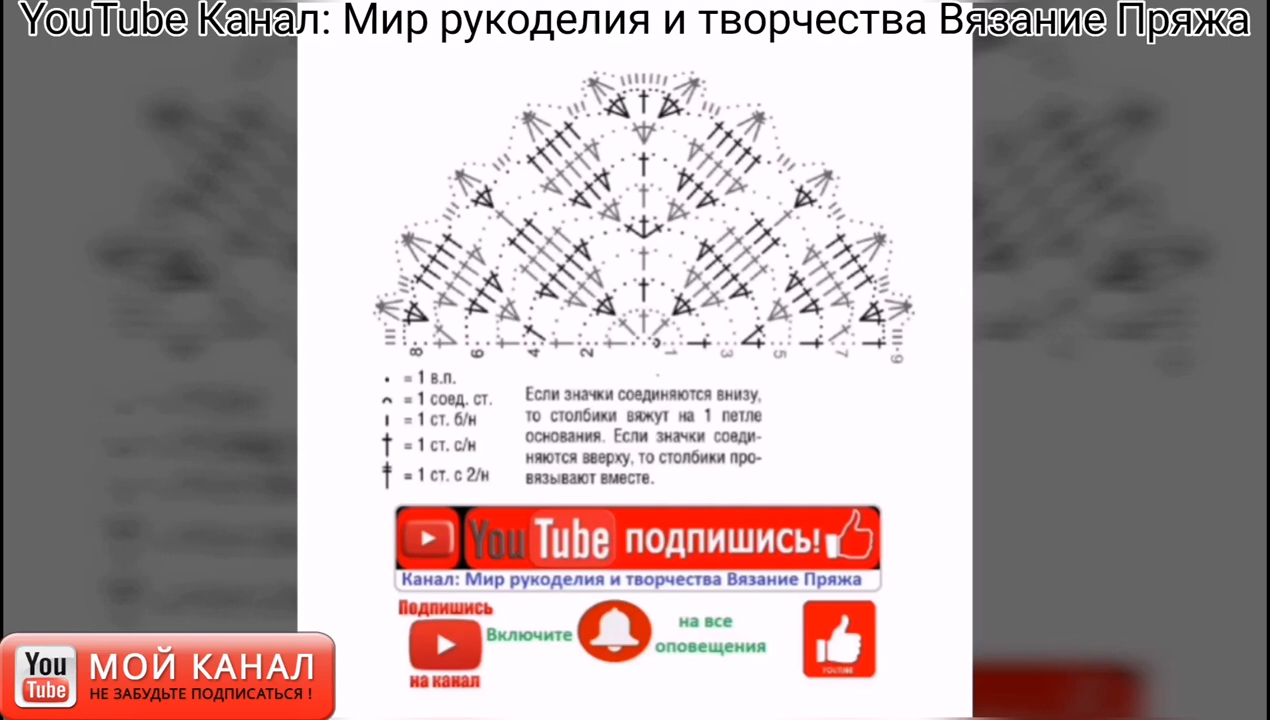 YouTube Канал: Мир рукоделия и творчества Вязание Пряжа
8 6 4 2 1 3 5 7 9
• = 1 в.п.
= 1 соед. ст.
= 1 ст. б/н
= 1 ст. с/н
= 1 ст. с 2/н
Если значки соединяются внизу,
то столбики вяжут на 1 петле
основания. Если значки соеди-
няются вверху, то столбики про-
вязывают вместе.
YouTube подпишись!
Канал: Мир рукоделия и творчества Вязание Пряжа
Подпишись
на канал
Включите
на все
оповещения
YOUTUBE
You
Tube
МОЙ КАНАЛ
НЕ ЗАБУДЬТЕ ПОДПИСАТЬСЯ !